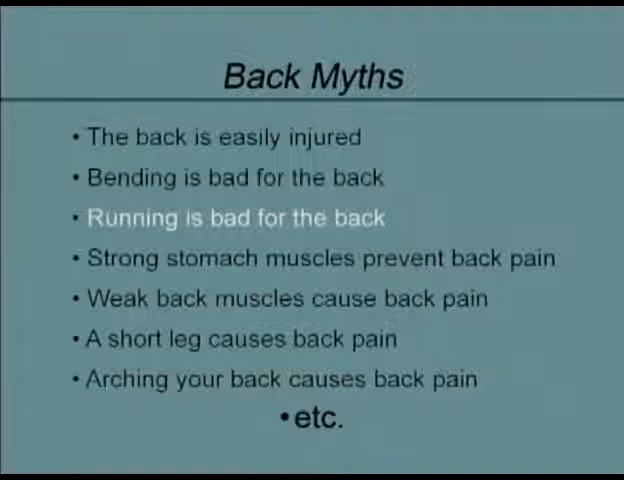 Back Myths
• The back is easily injured
• Bending is bad for the back
• Running is bad for the back
• Strong stomach muscles prevent back pain
• Weak back muscles cause back pain
• A short leg causes back pain
• Arching your back causes back pain
• etc.